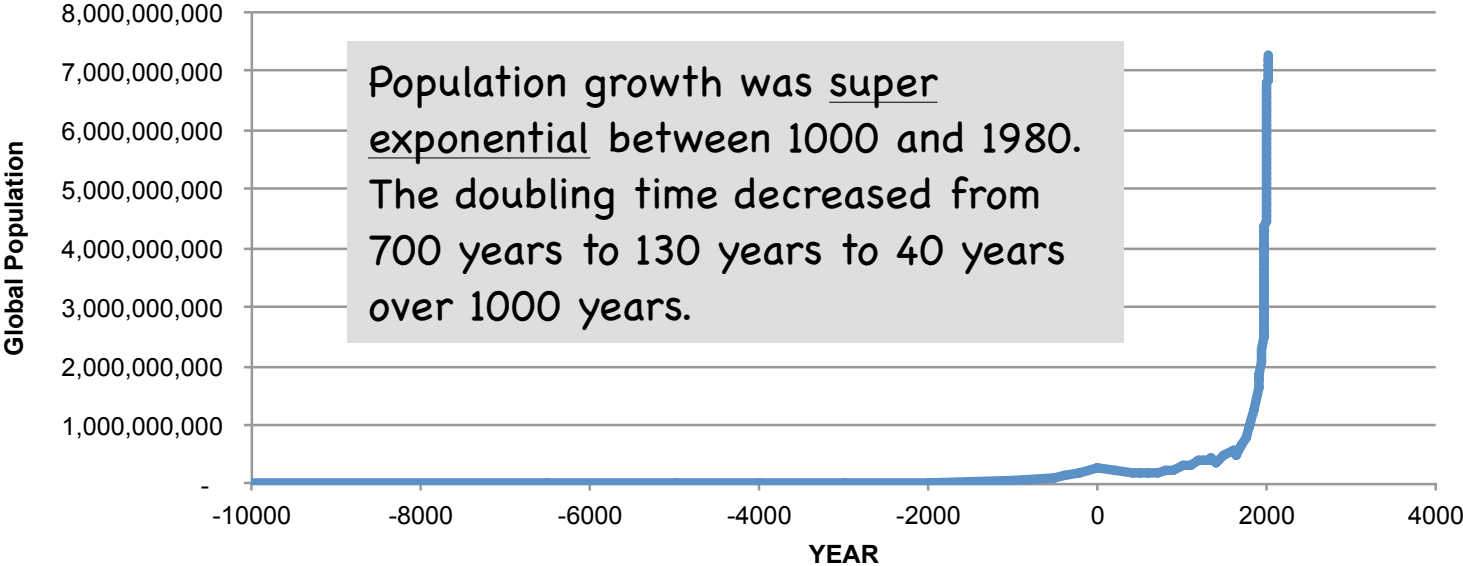 8,000,000,000
7,000,000,000
6,000,000,000
5,000,000,000
4,000,000,000
3,000,000,000
2,000,000,000
1,000,000,000
-
Global Population
Population growth was super
exponential between 1000 and 1980.
The doubling time decreased from
700 years to 130 years to 40 years
over 1000 years.
-10000 -8000 -6000 -4000 -2000 0 2000 4000
YEAR